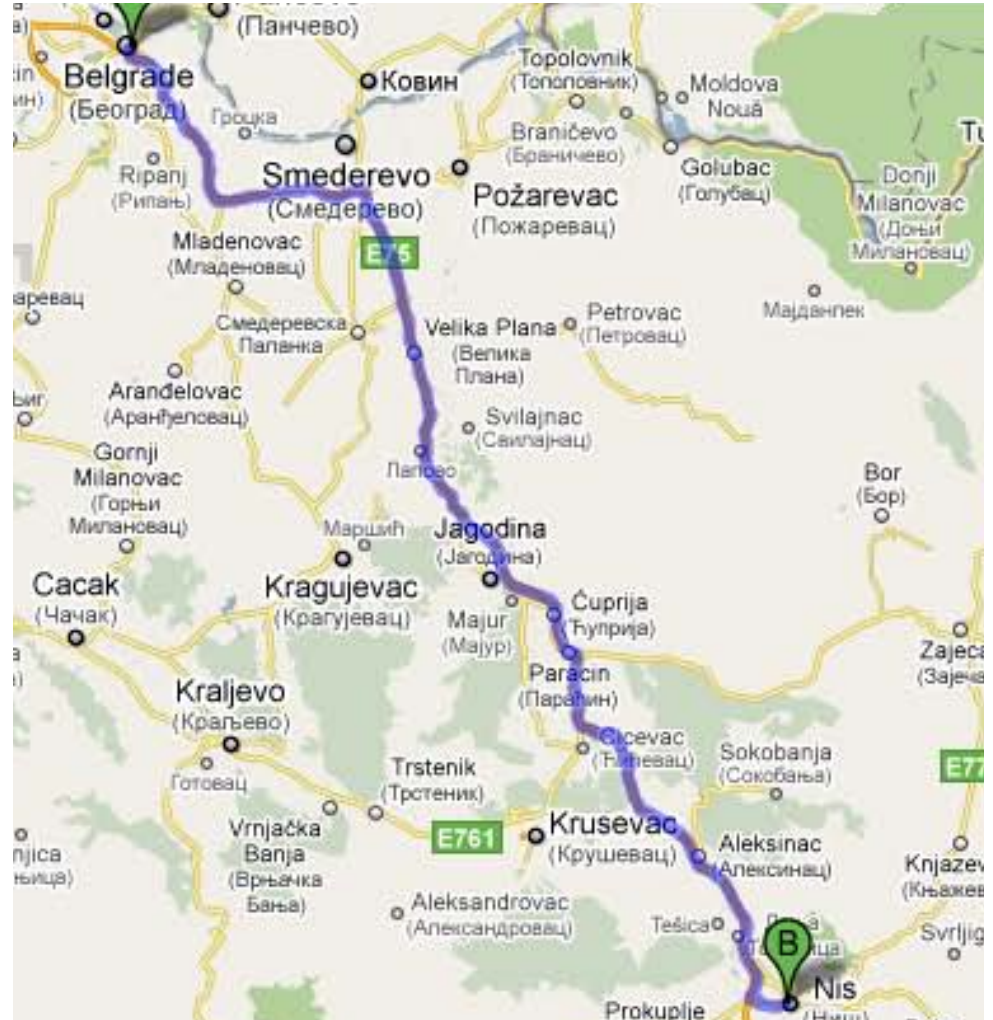 (Панчево)
Belgrade
(Београд)
Ковин
Topolovnik
(Тополовник)
Moldova
Nouă
Гроцка
Braničevo
(Браничево)
Golubac
(Голубац)
Donji
Milanovac
(Доњи
Милановац)
Ripanj
(Рипањ)
Smederevo
(Смедерево)
Požarevac
(Пожаревац)
Mladenovac
(Младеновац)
E75
Мајданпек
Смедеревска
Паланка
Velika Plana
(Велика
Плана)
Petrovac
(Петровац)
Aranđelovac
(Аранђеловац)
Svilajnac
(Свилајнац)
Лапово
Gornji
Milanovac
(Горњи
Милановац)
Bor
(Бор)
Маршић
Jagodina
(Јагодина)
Cacak
(Чачак)
Kragujevac
(Крагујевац)
Majur
(Мајур)
Ćuprija
(Ћуприја)
Paracin
(Параћин)
Kraljevo
(Краљево)
Готовац
Cicevac
(Ћићевац)
Sokobanja
(Сокобања)
Trstenik
(Трстеник)
E761
Vrnjačka
Banja
(Врњачка
Бања)
Krusevac
(Крушевац)
Aleksinac
(Алексинац)
Aleksandrovac
(Александровац)
Tešica
B
Nis
(Ниш)
Prokuplje